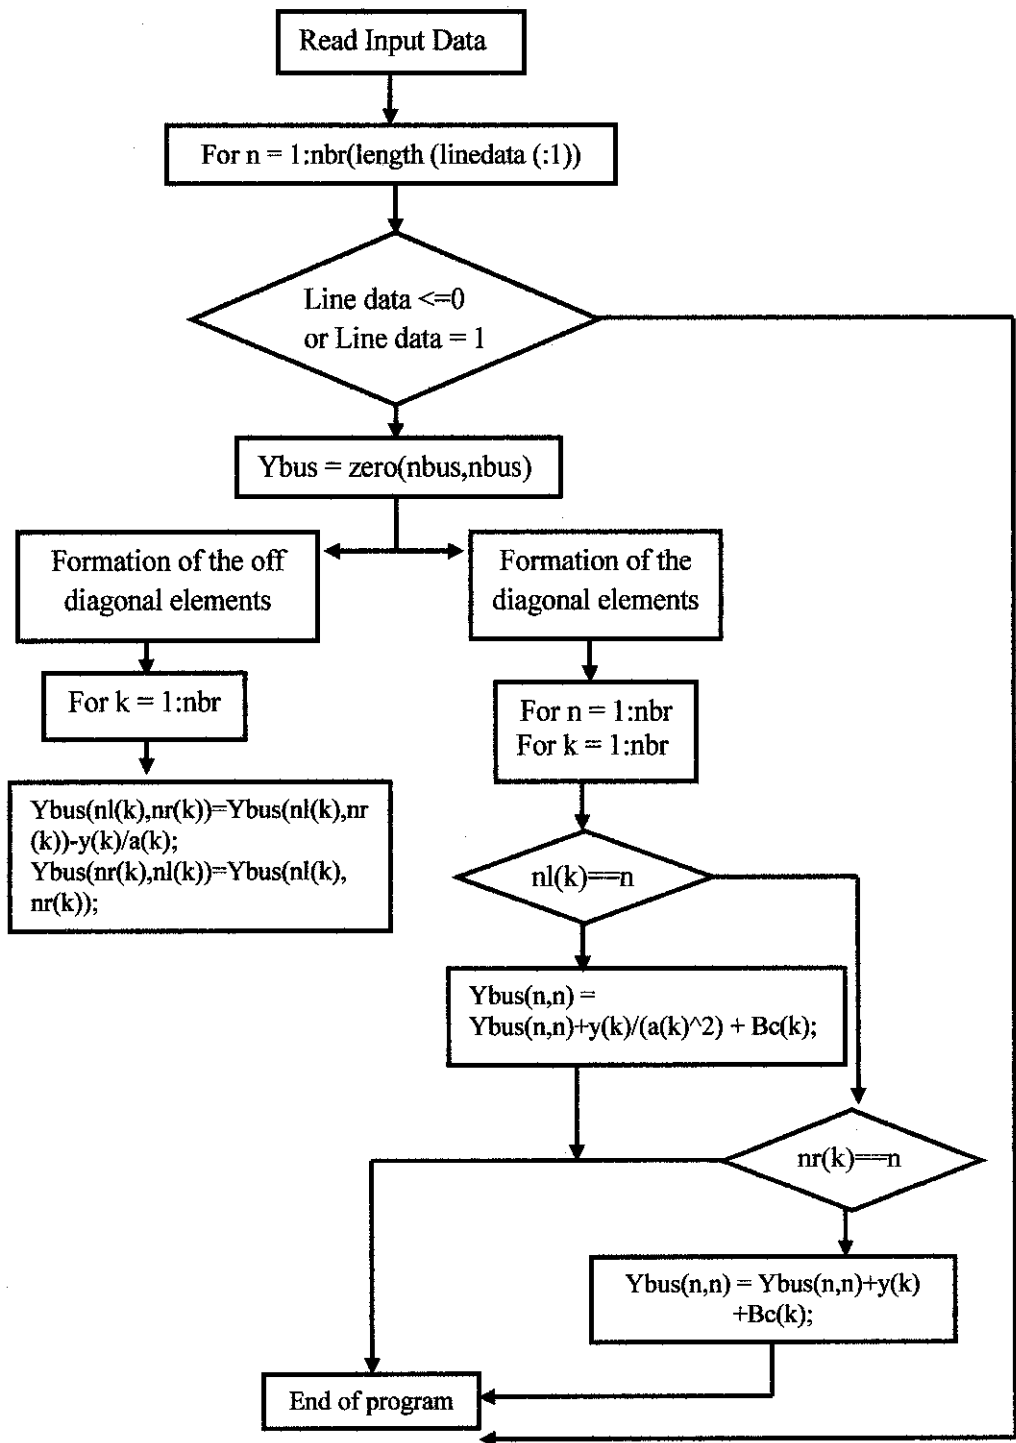 Read Input Data
For n = 1:nbr(length (linedata (:1))
Line data <=0
or Line data = 1
Ybus = zero(nbus,nbus)
Formation of the off
diagonal elements
Formation of the
diagonal elements
For k = 1:nbr
For n = 1:nbr
For k = 1:nbr
Ybus(nl(k),nr(k))=Ybus(nl(k),nr
(k))-y(k)/a(k);
Ybus(nr(k),nl(k))=Ybus(nl(k),
nr(k));
nl(k)==n
Ybus(n,n) =
Ybus(n,n)+y(k)/(a(k)^2) + Bc(k);
nr(k)==n
Ybus(n,n) = Ybus(n,n)+y(k)
+Bc(k);
End of program